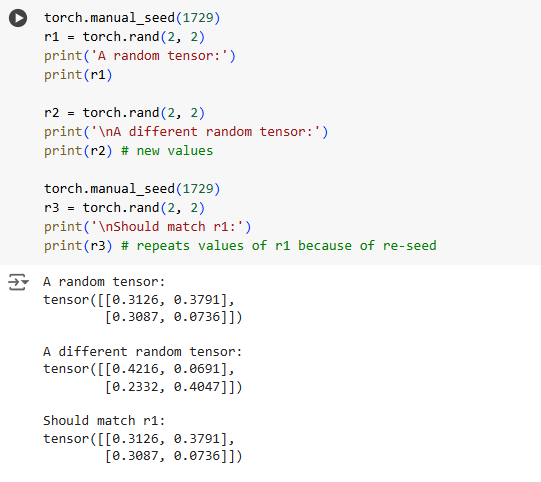 torch.manual_seed(1729)
r1 = torch.rand(2, 2)
print('A random tensor:')
print(r1)

r2 = torch.rand(2, 2)
print('\nA different random tensor:')
print(r2) # new values

torch.manual_seed(1729)
r3 = torch.rand(2, 2)
print('\nShould match r1:')
print(r3) # repeats values of r1 because of re-seed

A random tensor:
tensor([[0.3126, 0.3791],
        [0.3087, 0.0736]])

A different random tensor:
tensor([[0.4216, 0.0691],
        [0.2332, 0.4047]])

Should match r1:
tensor([[0.3126, 0.3791],
        [0.3087, 0.0736]])